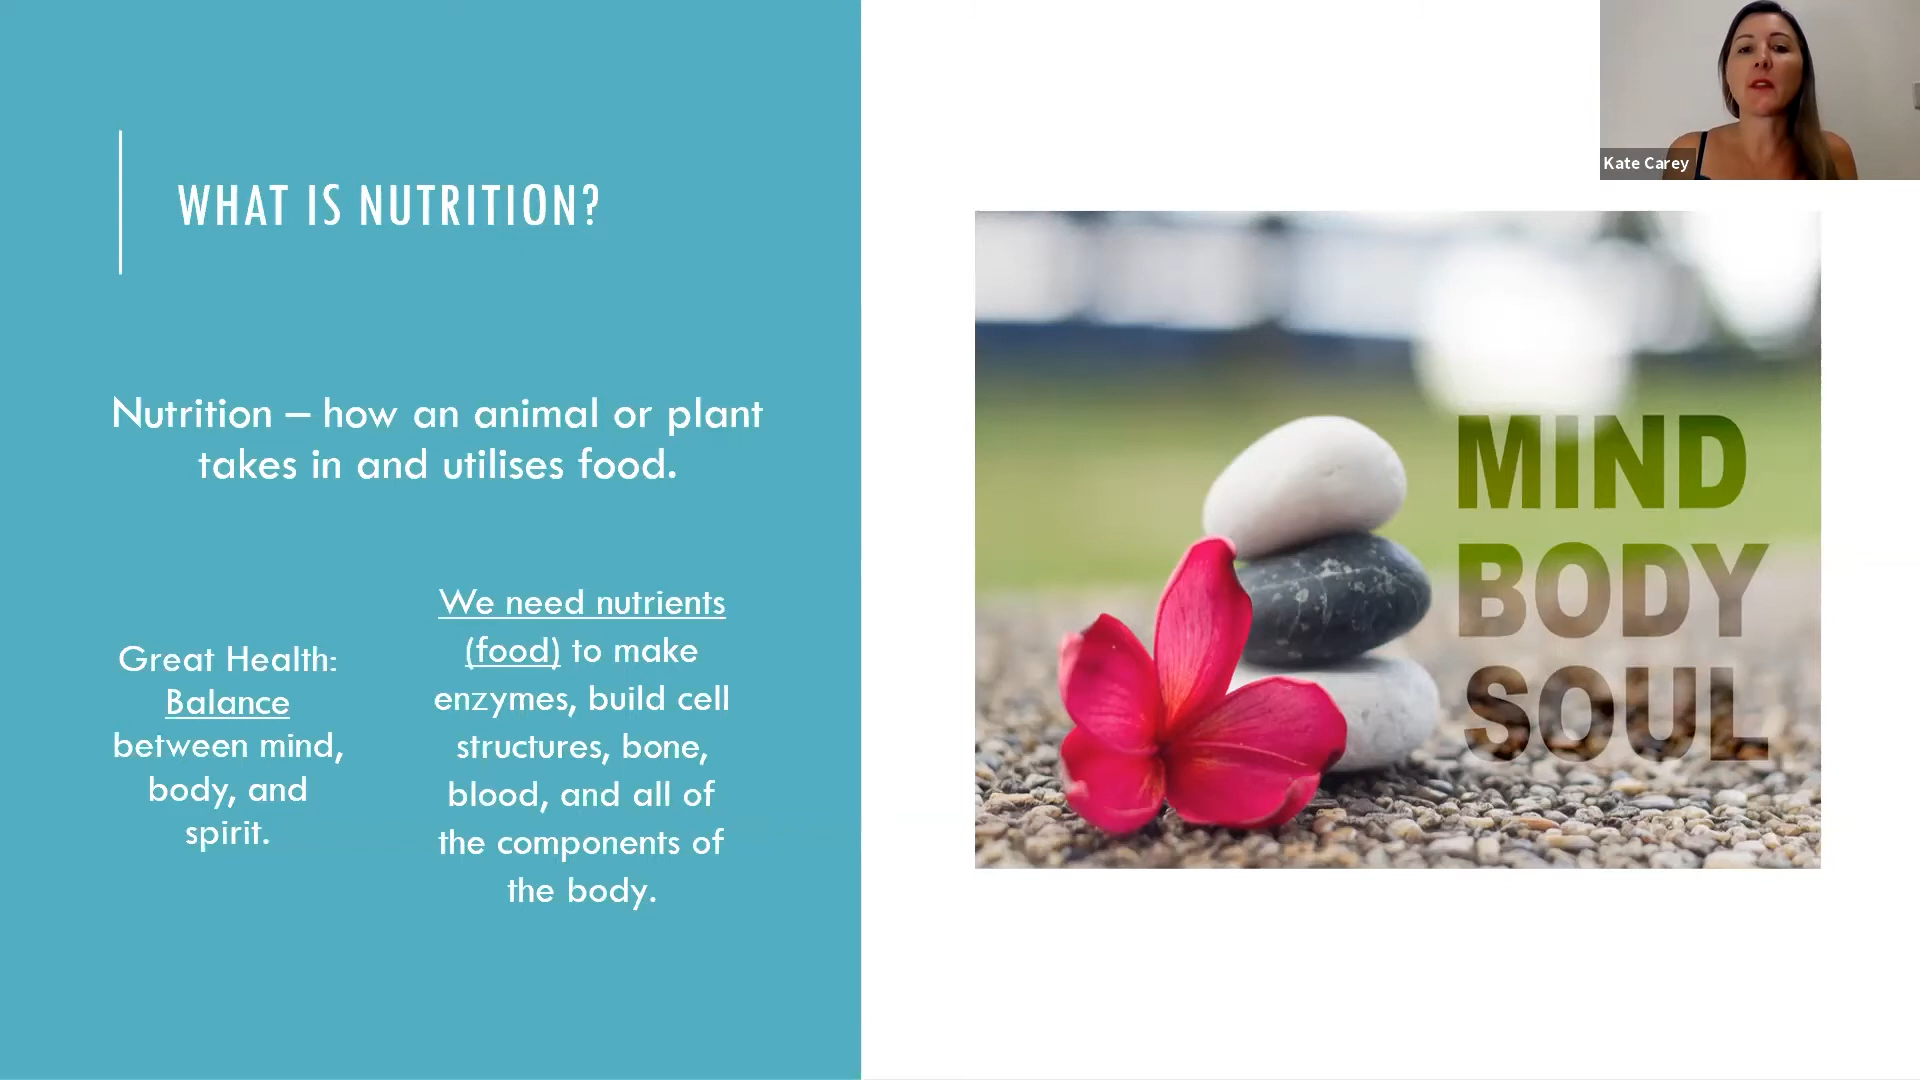 WHAT IS NUTRITION?
Nutrition – how an animal or plant
takes in and utilises food.
Great Health:
Balance
between mind,
body, and
spirit.
We need nutrients
(food) to make
enzymes, build cell
structures, bone,
blood, and all of
the components of
the body.
Kate Carey
MIND
BODY
SOUL